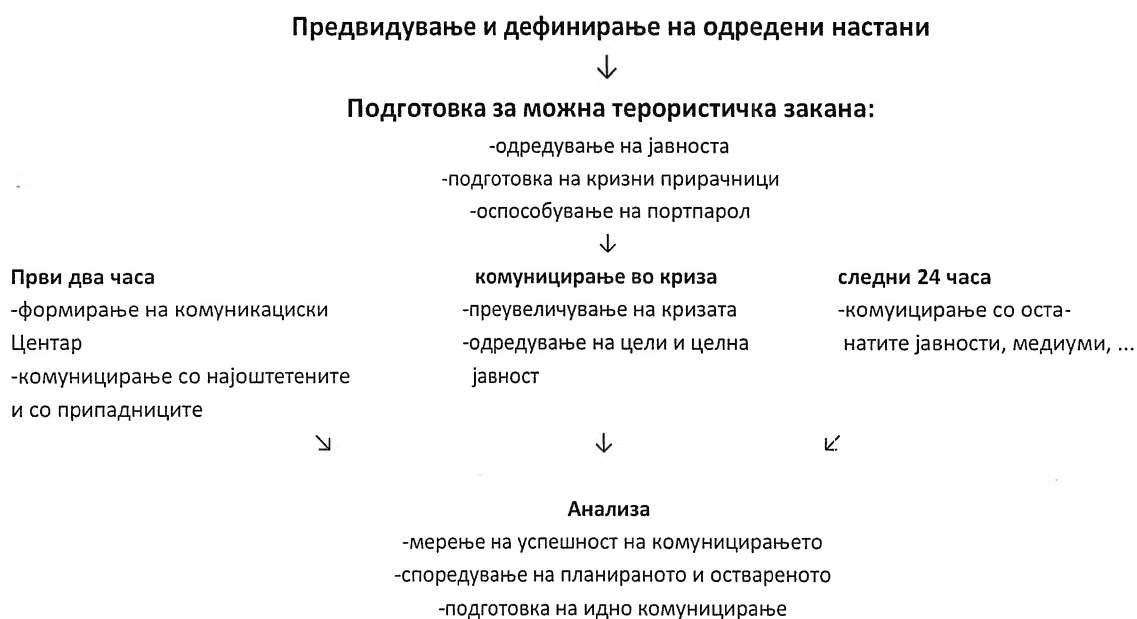 Предвидување и дефинирање на одредени настани
↓
Подготовка за можна терористичка закана:
-одредување на јавноста
-подготовка на кризни прирачници
-оспособување на портпарол
↓
Први два часа
-формирање на комуникациски
Центар
-комуницирање со најоштетените
и со припадниците
комуницирање во криза
-преувеличување на кризата
-одредување на цели и целна
јавност
следни 24 часа
-комуицирање со оста-
натите јавности, медиуми, ...
↘ ↓ ↙
Анализа
-мерење на успешност на комуницирањето
-споредување на планираното и оствареното
-подготовка на идно комуницирање